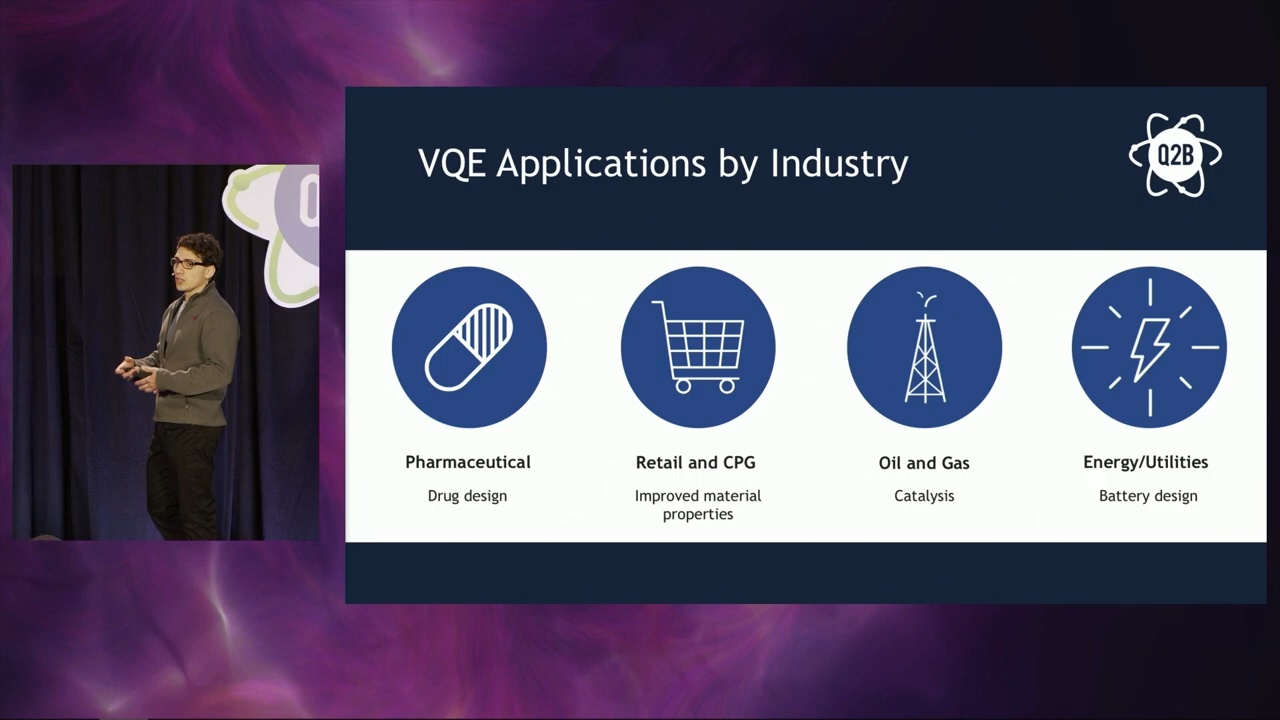 VQE Applications by Industry
Q2B
Pharmaceutical
Drug design
Retail and CPG
Improved material
properties
Oil and Gas
Catalysis
Energy/Utilities
Battery design